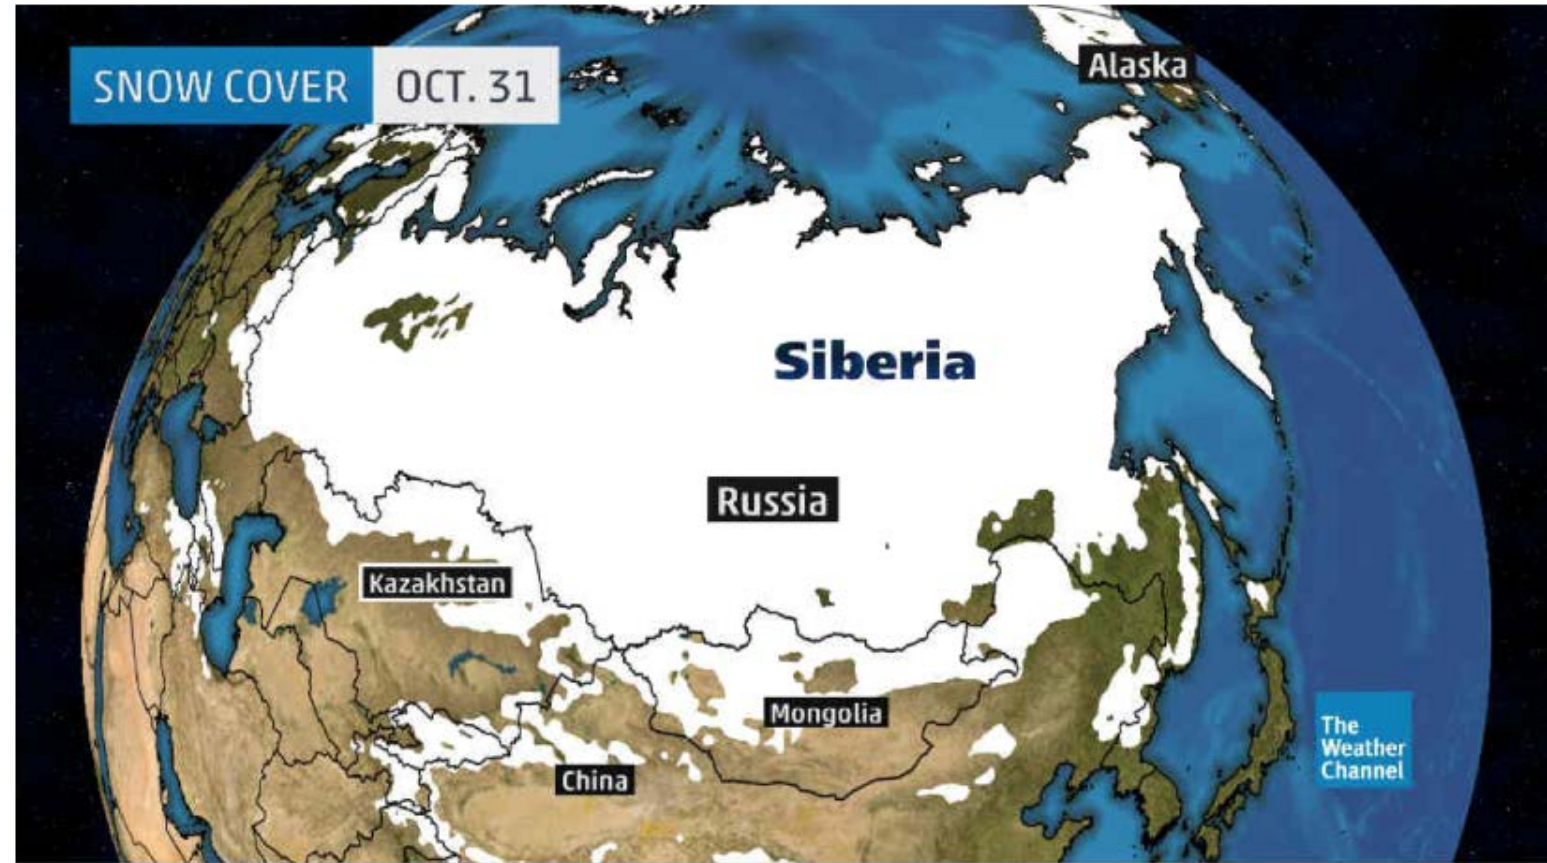 SNOW COVER OCT. 31
Alaska
Siberia
Russia
Kazakhstan
Mongolia
China
The
Weather
Channel